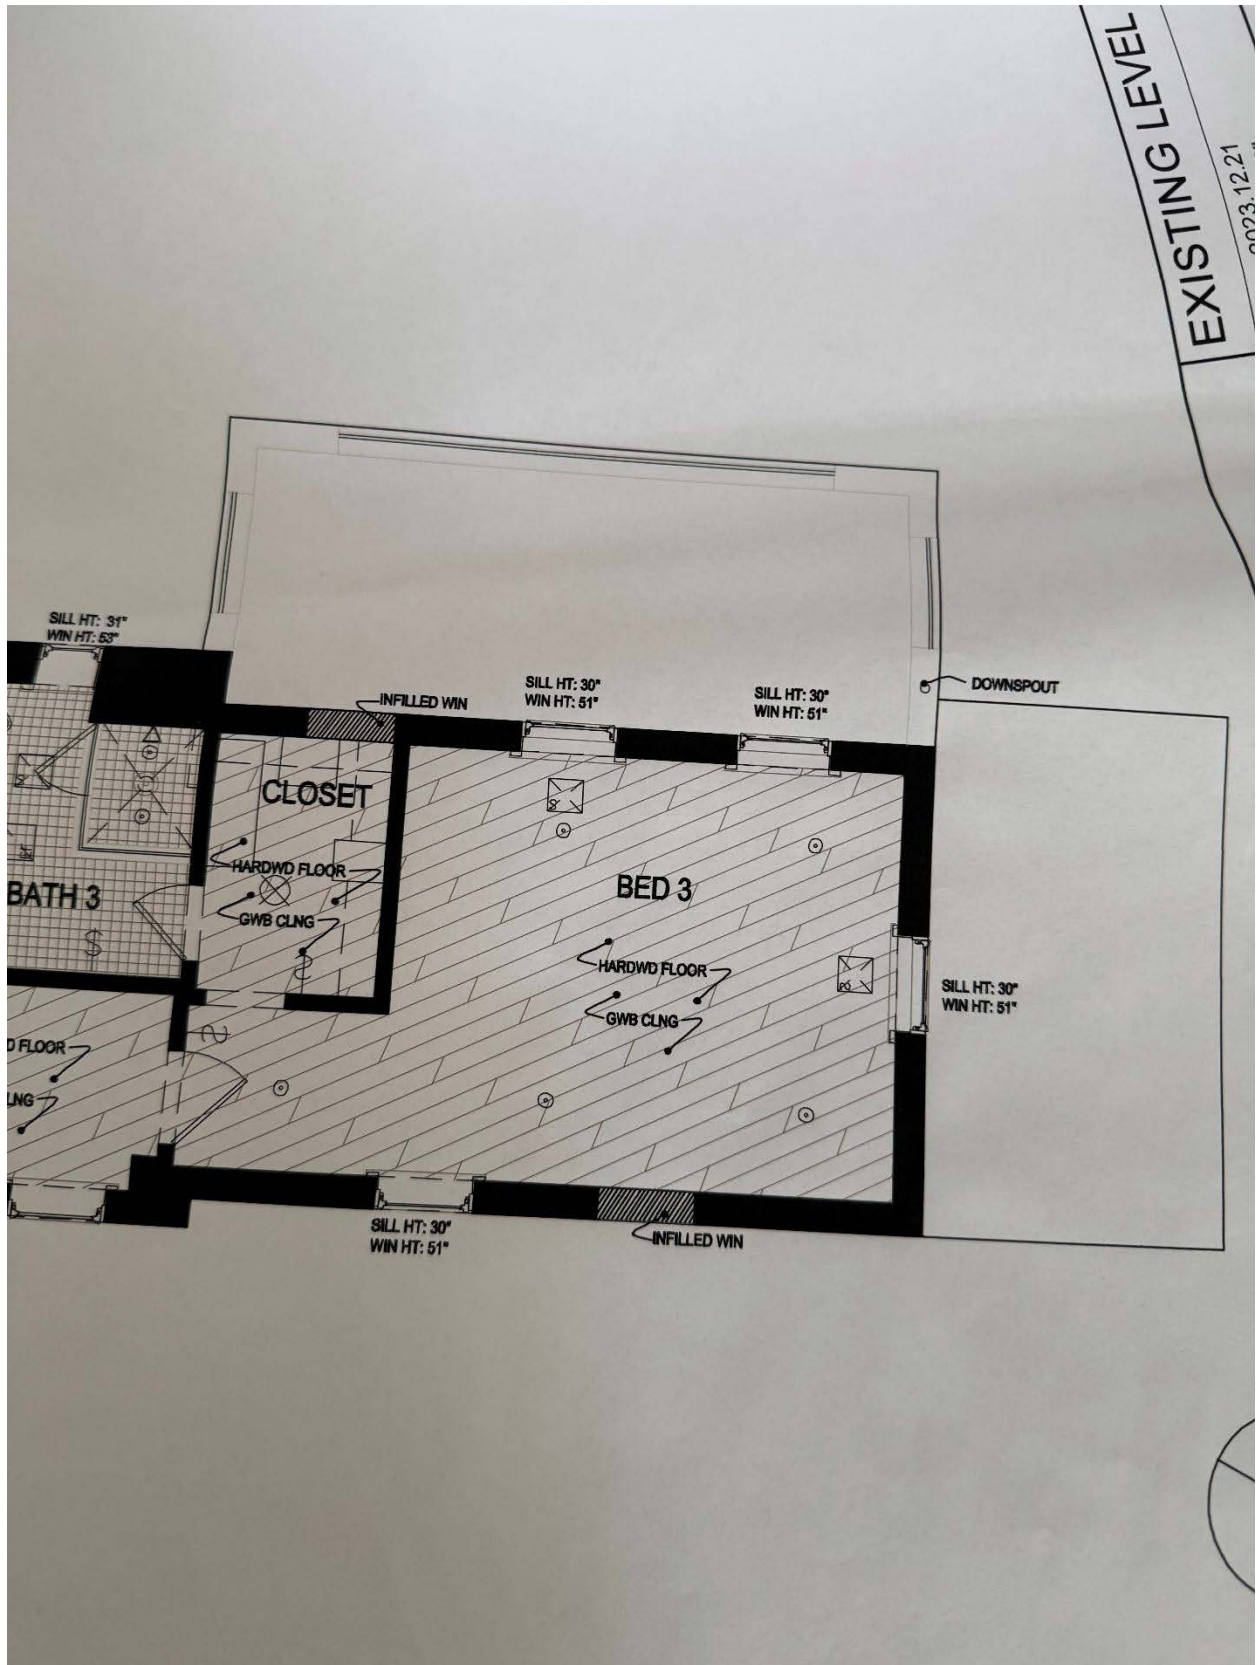 EXISTING LEVEL
2023.12.21
SILL HT: 31"
WIN HT: 53"
INFILLED WIN
SILL HT: 30"
WIN HT: 51"
SILL HT: 30"
WIN HT: 51"
DOWNSPOUT
CLOSET
HARDWD FLOOR
GWB CLNG
BATH 3
BED 3
HARDWD FLOOR
GWB CLNG
SILL HT: 30"
WIN HT: 51"
D FLOOR
LNG
SILL HT: 30"
WIN HT: 51"
INFILLED WIN